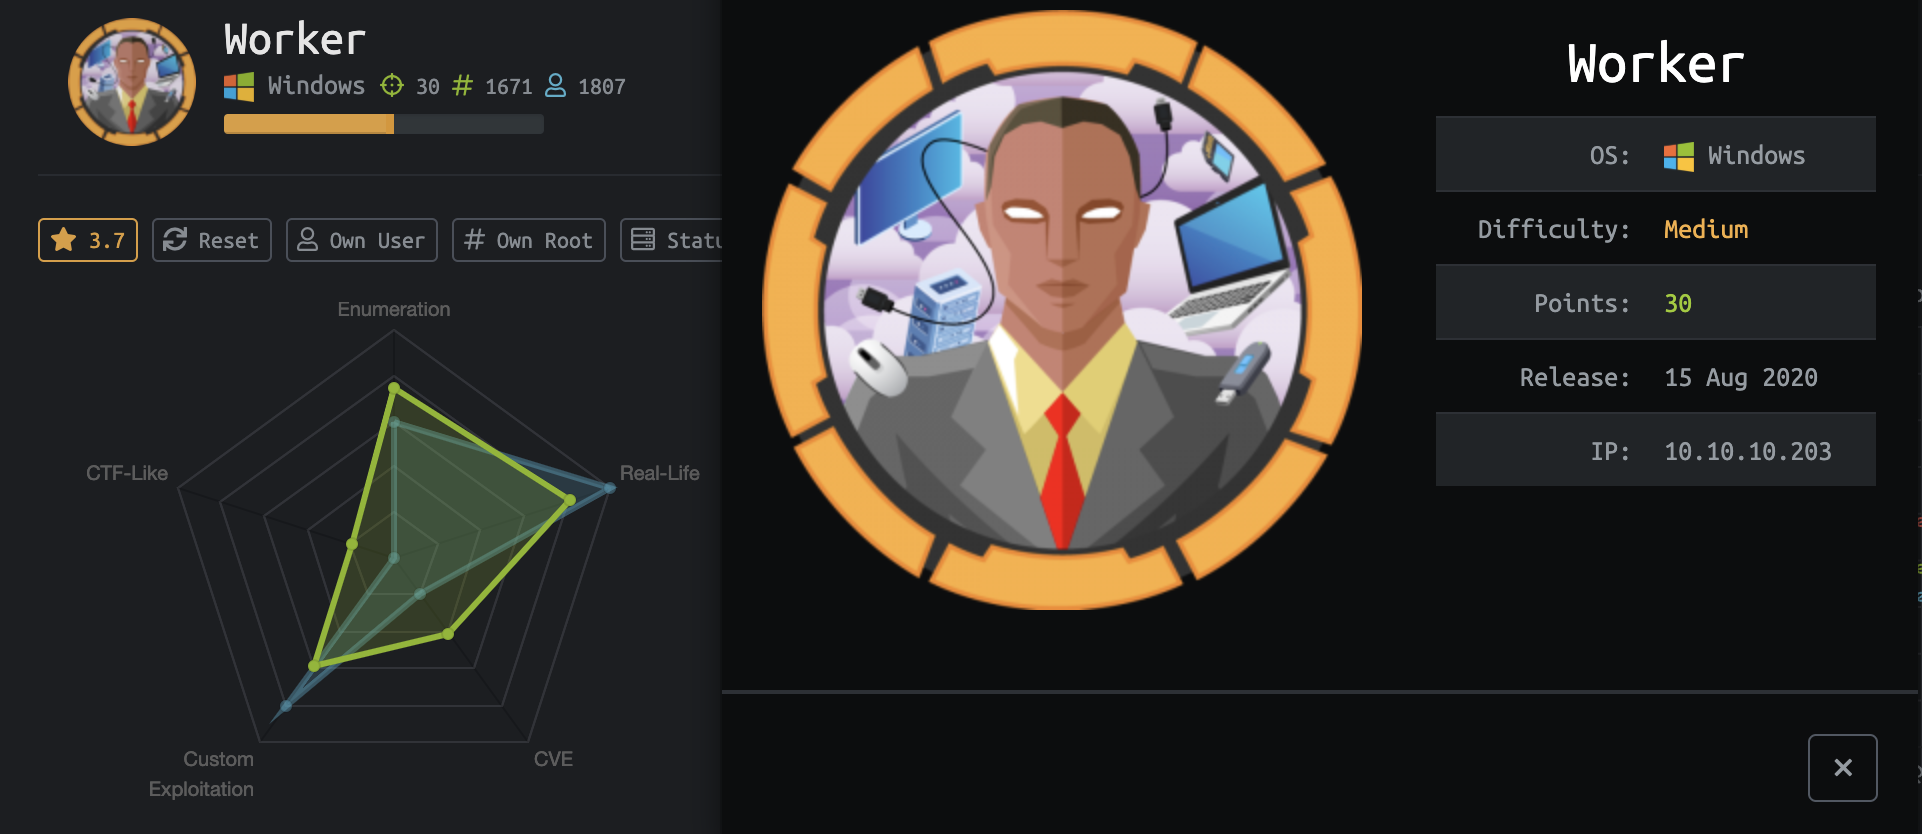 Worker
Windows 30 # 1671 1807
3.7 Reset Own User # Own Root Statu
Enumeration
CTF-Like
Real-Life
Custom
Exploitation
CVE
Worker
OS: Windows
Difficulty: Medium
Points: 30
Release: 15 Aug 2020
IP: 10.10.10.203
×